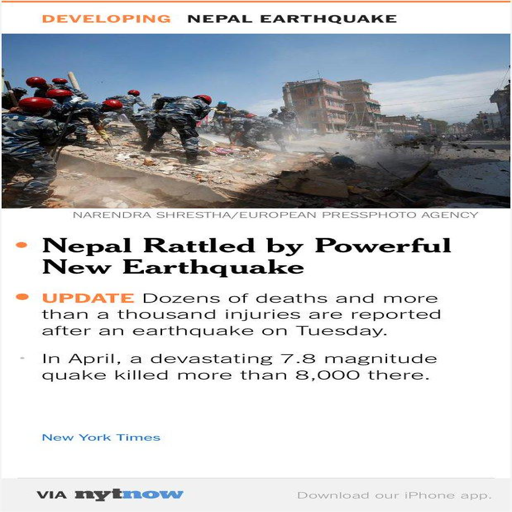 DEVELOPING NEPAL EARTHQUAKE
NARENDRA SHRESTHA/EUROPEAN PRESSPHOTO AGENCY
Nepal Rattled by Powerful
New Earthquake
UPDATE Dozens of deaths and more
than a thousand injuries are reported
after an earthquake on Tuesday.
In April, a devastating 7.8 magnitude
quake killed more than 8,000 there.
New York Times
VIA nytnow Download our iPhone app.